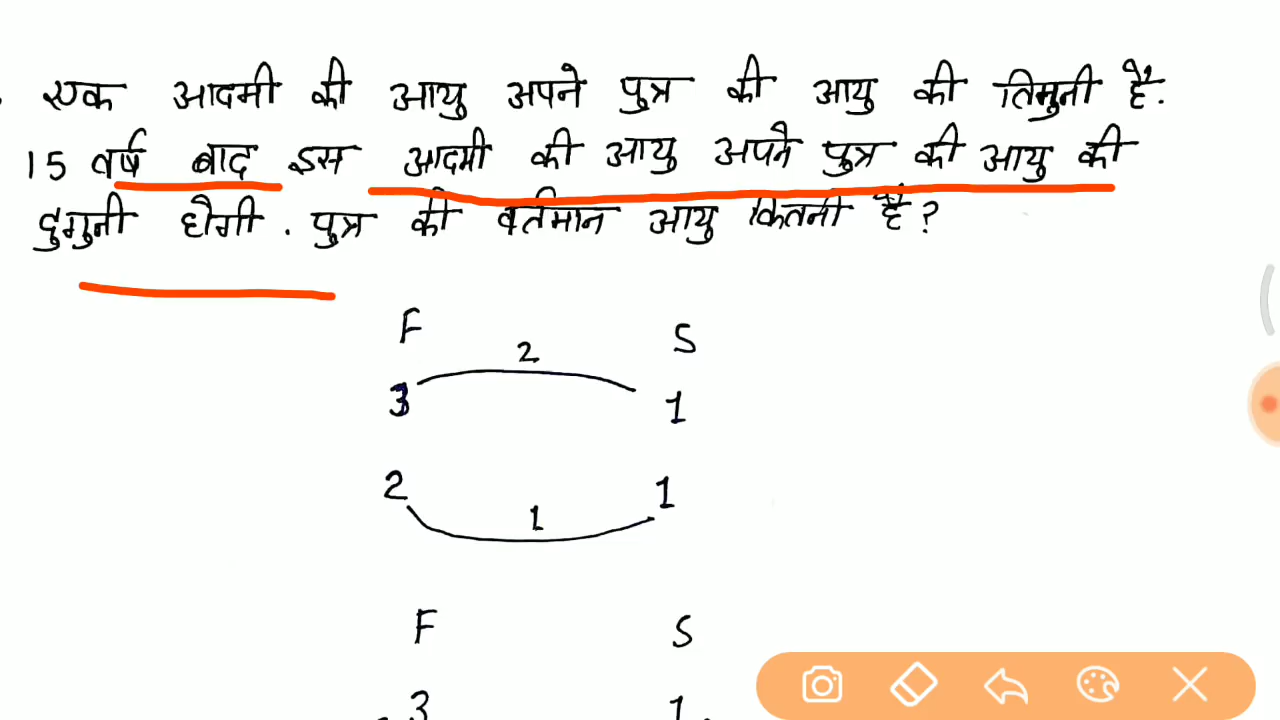 एक आदमी की आयु अपने पुत्र की आयु की तिगुनी है.
15 वर्ष बाद इस आदमी की आयु अपने पुत्र की आयु की
दुगुनी होगी. पुत्र की वर्तमान आयु कितनी है?
F S
2
3 1
2 1
1
F S
3 1